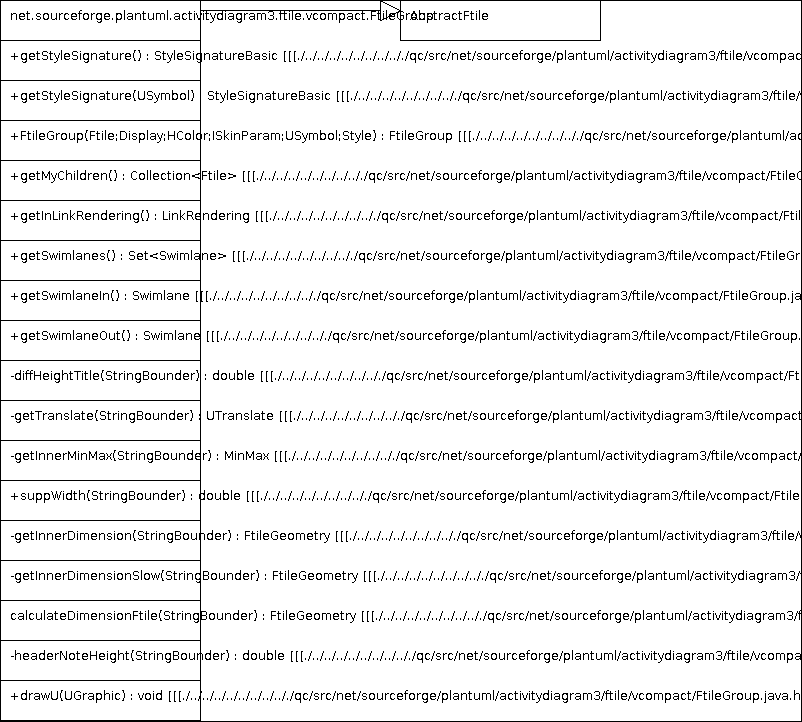 net.sourceforge.plantuml.activitydiagram3.ftile.vcompact.FtileGroup
AbstractFtile
+getStyleSignature() : StyleSignatureBasic [[[./../../../../../../../../../qc/src/net/sourceforge/plantuml/activitydiagram3/ftile/vcompac
+getStyleSignature(USymbol) : StyleSignatureBasic [[[./../../../../../../../../../qc/src/net/sourceforge/plantuml/activitydiagram3/ftile/v
+FtileGroup(Ftile;Display;HColor;ISkinParam;USymbol;Style) : FtileGroup [[[./../../../../../../../../../qc/src/net/sourceforge/plantuml/ac
+getMyChildren() : Collection<Ftile> [[[./../../../../../../../../../qc/src/net/sourceforge/plantuml/activitydiagram3/ftile/vcompact/FtileG
+getInLinkRendering() : LinkRendering [[[./../../../../../../../../../qc/src/net/sourceforge/plantuml/activitydiagram3/ftile/vcompact/Ftil
+getSwimlanes() : Set<Swimlane> [[[./../../../../../../../../../qc/src/net/sourceforge/plantuml/activitydiagram3/ftile/vcompact/FtileGr
+getSwimlaneIn() : Swimlane [[[./../../../../../../../../../qc/src/net/sourceforge/plantuml/activitydiagram3/ftile/vcompact/FtileGroup.ja
+getSwimlaneOut() : Swimlane [[[./../../../../../../../../../qc/src/net/sourceforge/plantuml/activitydiagram3/ftile/vcompact/FtileGroup.
-diffHeightTitle(StringBounder) : double [[[./../../../../../../../../../qc/src/net/sourceforge/plantuml/activitydiagram3/ftile/vcompact/Ft
-getTranslate(StringBounder) : UTranslate [[[./../../../../../../../../../qc/src/net/sourceforge/plantuml/activitydiagram3/ftile/vcompact
-getInnerMinMax(StringBounder) : MinMax [[[./../../../../../../../../../qc/src/net/sourceforge/plantuml/activitydiagram3/ftile/vcompact/
+suppWidth(StringBounder) : double [[[./../../../../../../../../../qc/src/net/sourceforge/plantuml/activitydiagram3/ftile/vcompact/Ftile
-getInnerDimension(StringBounder) : FtileGeometry [[[./../../../../../../../../../qc/src/net/sourceforge/plantuml/activitydiagram3/ftile/v
-getInnerDimensionSlow(StringBounder) : FtileGeometry [[[./../../../../../../../../../qc/src/net/sourceforge/plantuml/activitydiagram3/
calculateDimensionFtile(StringBounder) : FtileGeometry [[[./../../../../../../../../../qc/src/net/sourceforge/plantuml/activitydiagram3/f
-headerNoteHeight(StringBounder) : double [[[./../../../../../../../../../qc/src/net/sourceforge/plantuml/activitydiagram3/ftile/vcompa
+drawU(UGraphic) : void [[[./../../../../../../../../../qc/src/net/sourceforge/plantuml/activitydiagram3/ftile/vcompact/FtileGroup.java.h